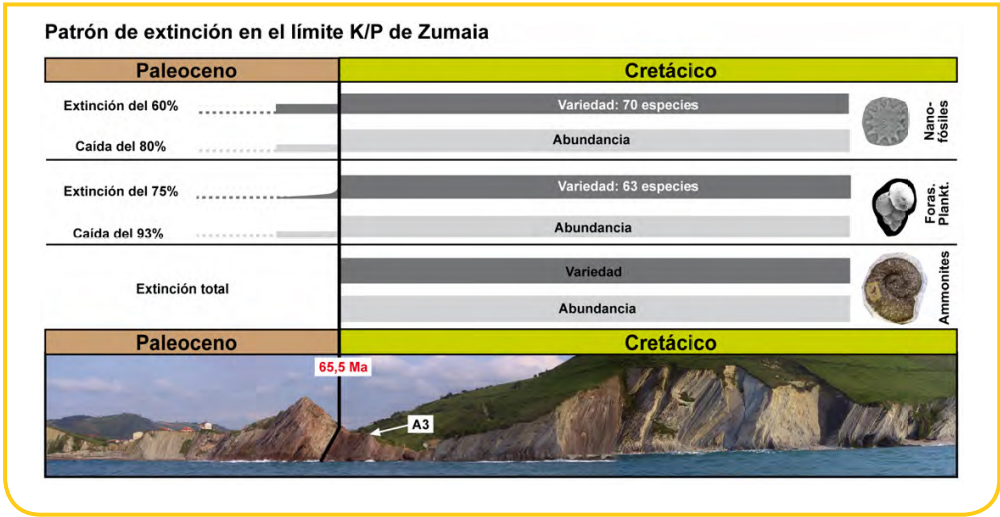 Patrón de extinción en el límite K/P de Zumaia
Paleoceno
Cretácico
Extinción del 60%
Variedad: 70 especies
Caída del 80%
Abundancia
Nano-
fósiles
Extinción del 75%
Variedad: 63 especies
Caída del 93%
Abundancia
Foras.
Plankt.
Extinción total
Variedad
Abundancia
Ammonites
Paleoceno
Cretácico
65,5 Ma
A3